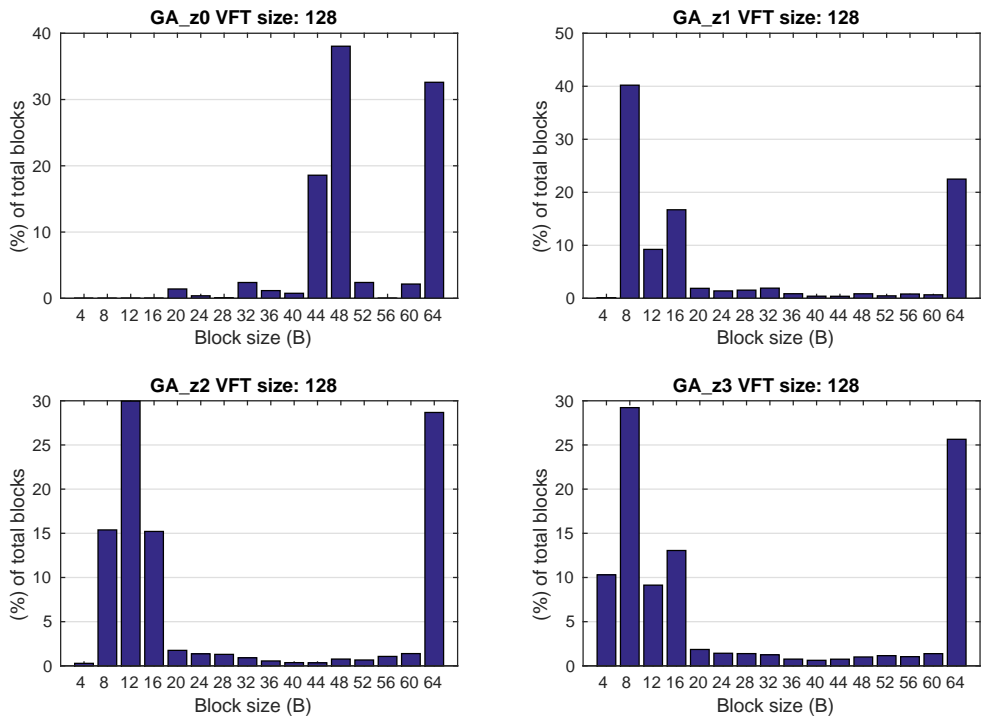 GA_z0 VFT size: 128
(%) of total blocks
40
30
20
10
0
4 8 12 16 20 24 28 32 36 40 44 48 52 56 60 64
Block size (B)
GA_z1 VFT size: 128
(%) of total blocks
50
40
30
20
10
0
4 8 12 16 20 24 28 32 36 40 44 48 52 56 60 64
Block size (B)
GA_z2 VFT size: 128
(%) of total blocks
30
25
20
15
10
5
0
4 8 12 16 20 24 28 32 36 40 44 48 52 56 60 64
Block size (B)
GA_z3 VFT size: 128
(%) of total blocks
30
25
20
15
10
5
0
4 8 12 16 20 24 28 32 36 40 44 48 52 56 60 64
Block size (B)